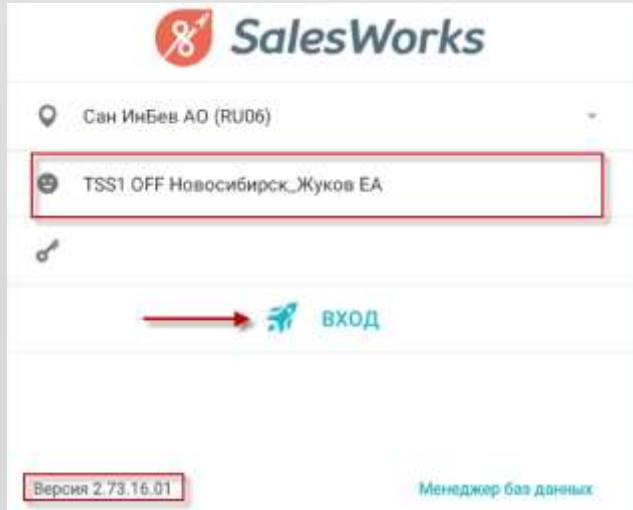 SalesWorks
Сан ИнБев АО (RU06)
TSS1 OFF Новосибирск_Жуков ЕА
ВХОД
Версия 2.73.16.01
Менеджер баз данных